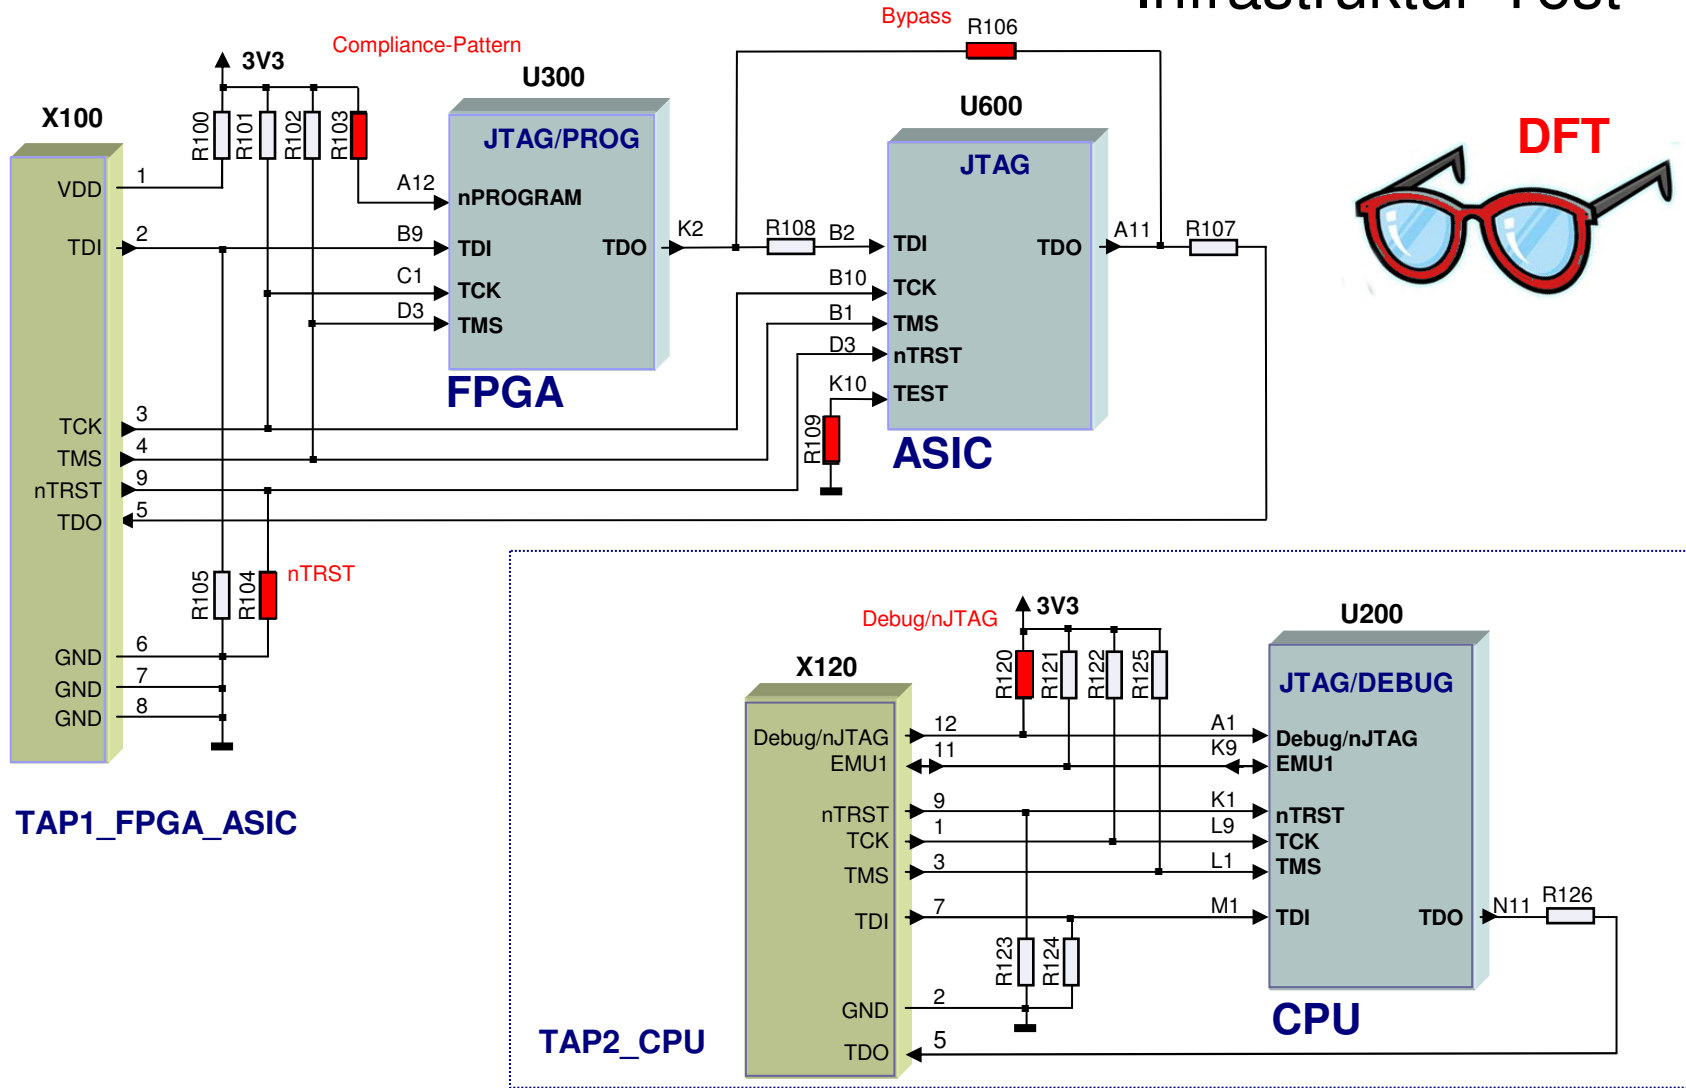 Infrastruktur-Test
Bypass
R106
Compliance-Pattern
3V3
U300
U600
X100
DFT
R100
R101
R102
R103
JTAG/PROG
JTAG
VDD
1
A12
nPROGRAM
TDI
2
B9
TDI
TDO
K2
R108
B2
TDI
TDO
A11
R107
C1
TCK
B10
TCK
D3
TMS
B1
TMS
D3
nTRST
FPGA
K10
TEST
TCK
3
R109
ASIC
TMS
4
nTRST
9
TDO
5
R105
R104
nTRST
Debug/nJTAG
3V3
U200
GND
6
X120
R120
R121
R122
R125
GND
7
JTAG/DEBUG
GND
8
Debug/nJTAG
12
A1
Debug/nJTAG
EMU1
11
K9
EMU1
TAP1_FPGA_ASIC
nTRST
9
K1
nTRST
TCK
1
L9
TCK
TMS
3
L1
TMS
TDI
7
M1
TDI
TDO
N11
R126
R123
R124
GND
2
CPU
TAP2_CPU
TDO
5